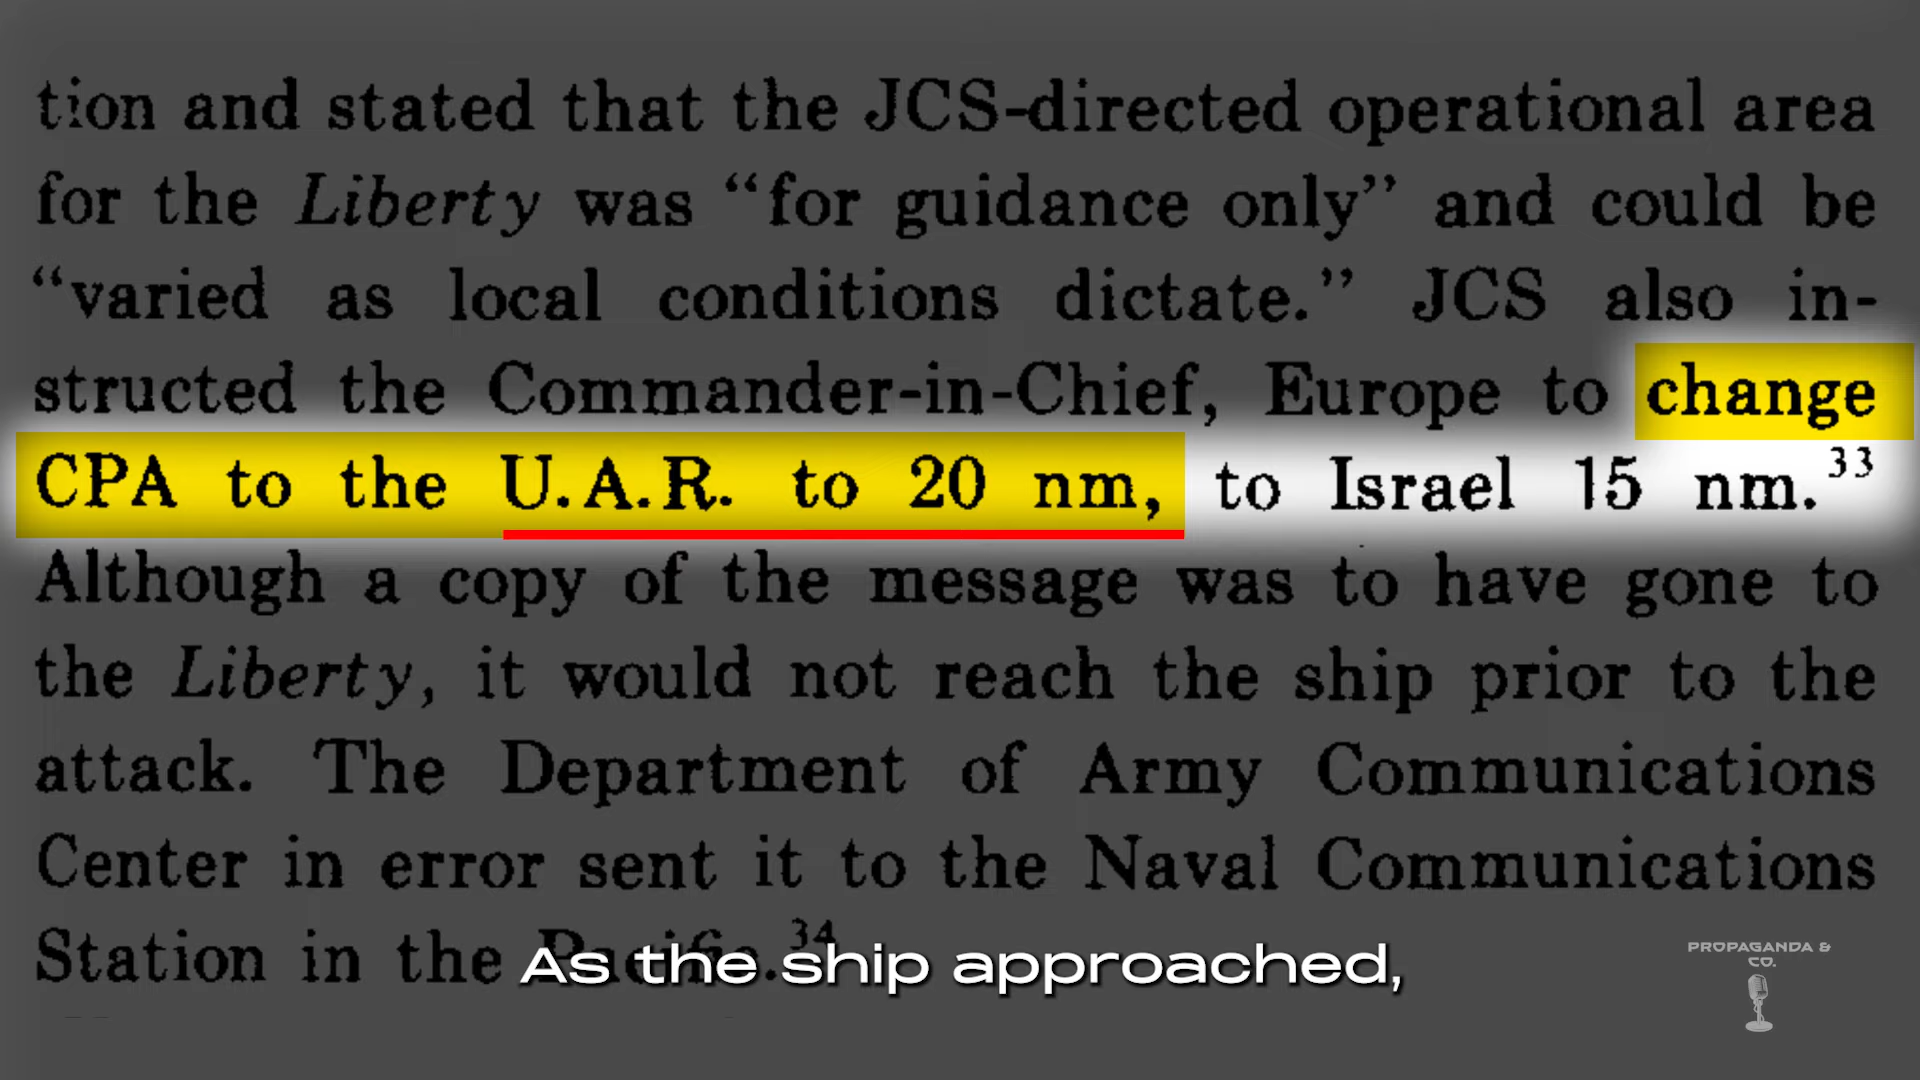 tion and stated that the JCS-directed operational area
for the Liberty was “for guidance only” and could be
“varied as local conditions dictate.” JCS also in-
structed the Commander-in-Chief, Europe to change
CPA to the U.A.R. to 20 nm, to Israel 15 nm.33
Although a copy of the message was to have gone to
the Liberty, it would not reach the ship prior to the
attack. The Department of Army Communications
Center in error sent it to the Naval Communications
Station in the Pacific.34
As the ship approached,
PROPAGANDA &
CO.